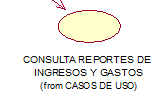 CONSULTA REPORTES DE
INGRESOS Y GASTOS
(from CASOS DE USO)